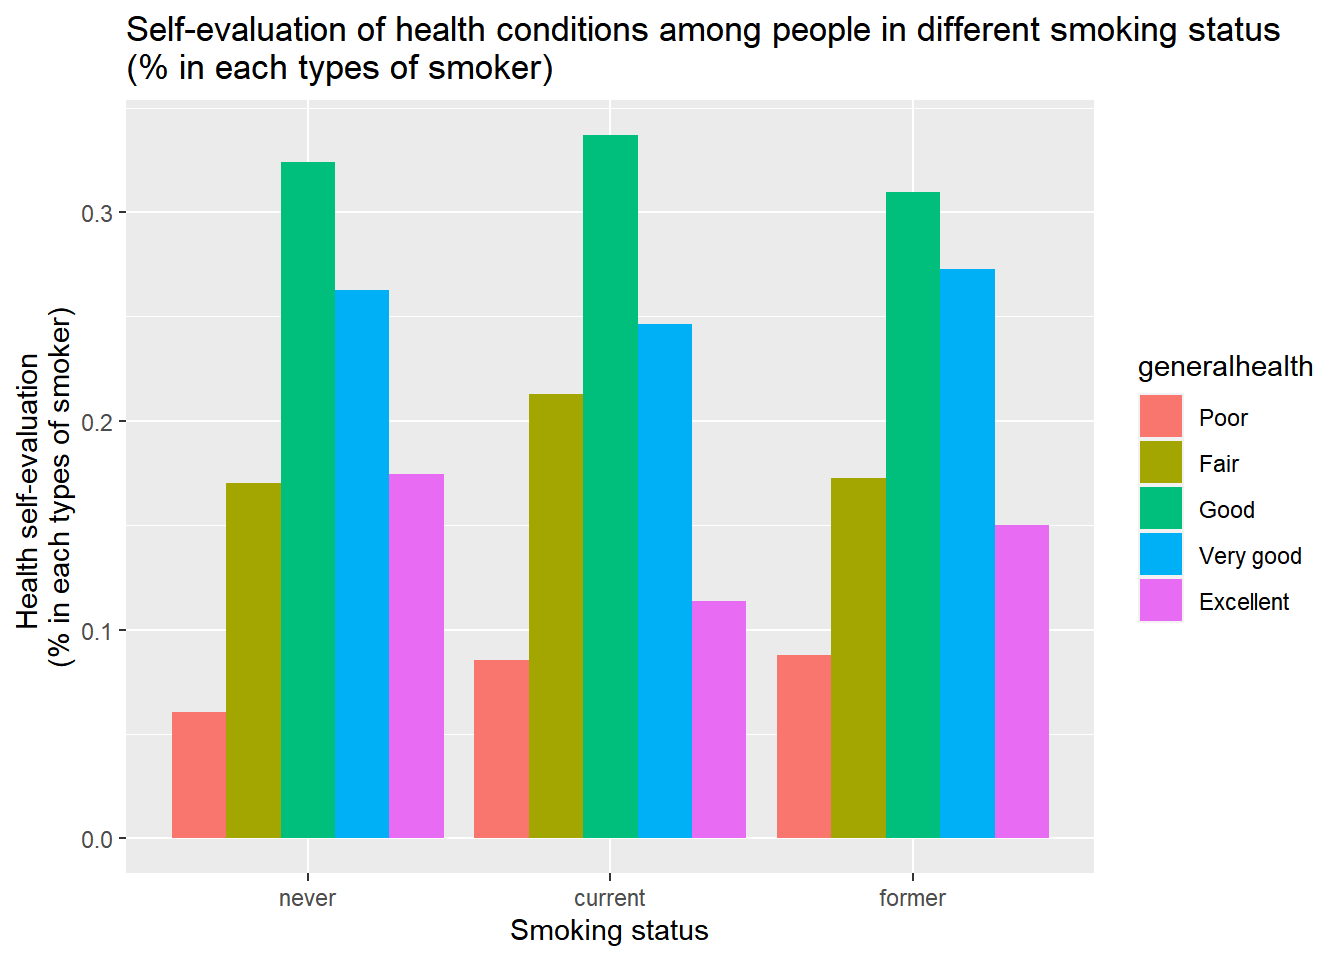 Self-evaluation of health conditions among people in different smoking status
(% in each types of smoker)
Health self-evaluation
(% in each types of smoker)
0.3
0.2
0.1
0.0
never
current
former
Smoking status
generalhealth
Poor
Fair
Good
Very good
Excellent